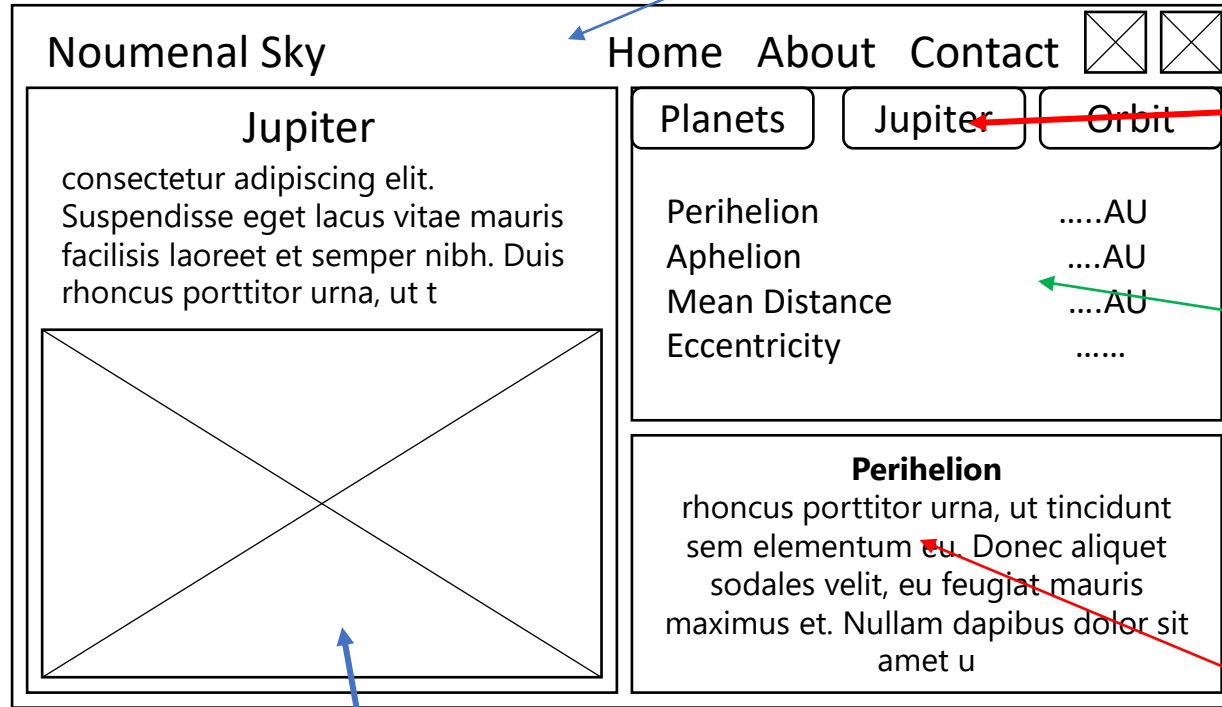 Noumenal Sky Home About Contact
Jupiter
consectetur adipiscing elit.
Suspendisse eget lacus vitae mauris
facilisis laoreet et semper nibh. Duis
rhoncus porttitor urna, ut t
Planets Jupiter Orbit
Perihelion .....AU
Aphelion ....AU
Mean Distance ....AU
Eccentricity ......
Perihelion
rhoncus porttitor urna, ut tincidunt
sem elementum eu. Donec aliquet
sodales velit, eu feugiat mauris
maximus et. Nullam dapibus dolor sit
amet u